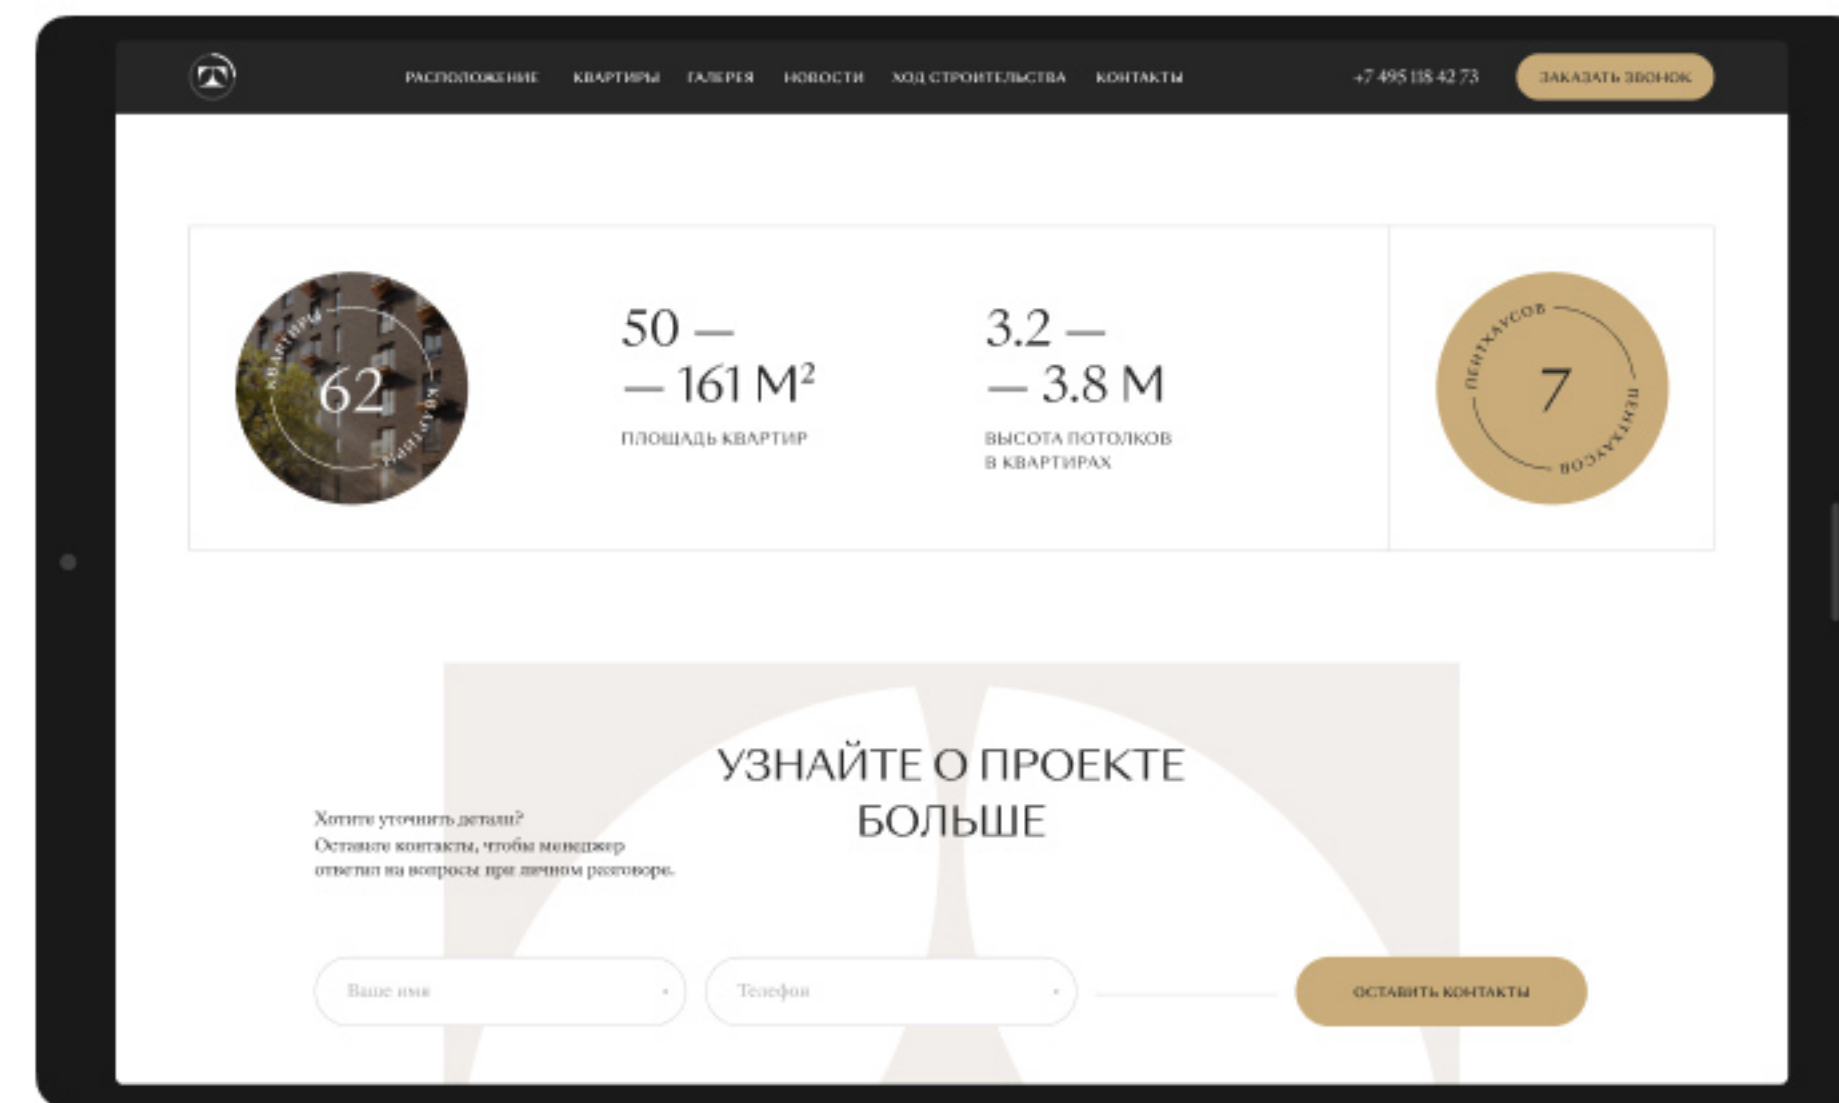 РАСПОЛОЖЕНИЕ КВАРТИРЫ ГАЛЕРЕЯ НОВОСТИ ХОД СТРОИТЕЛЬСТВА КОНТАКТЫ +7 495 118 42 73 ЗАКАЗАТЬ ЗВОНОК
КВАРТИРЫ
62
КВАРТИРЫ
50 —
— 161 М²
ПЛОЩАДЬ КВАРТИР
3.2 —
— 3.8 М
ВЫСОТА ПОТОЛКОВ
В КВАРТИРАХ
ПЕНТХАУСОВ
7
ПЕНТХАУСОВ
УЗНАЙТЕ О ПРОЕКТЕ
БОЛЬШЕ
Хотите уточнить детали?
Оставьте контакты, чтобы менеджер
ответил на вопросы при личном разговоре.
Ваше имя
Телефон
ОСТАВИТЬ КОНТАКТЫ